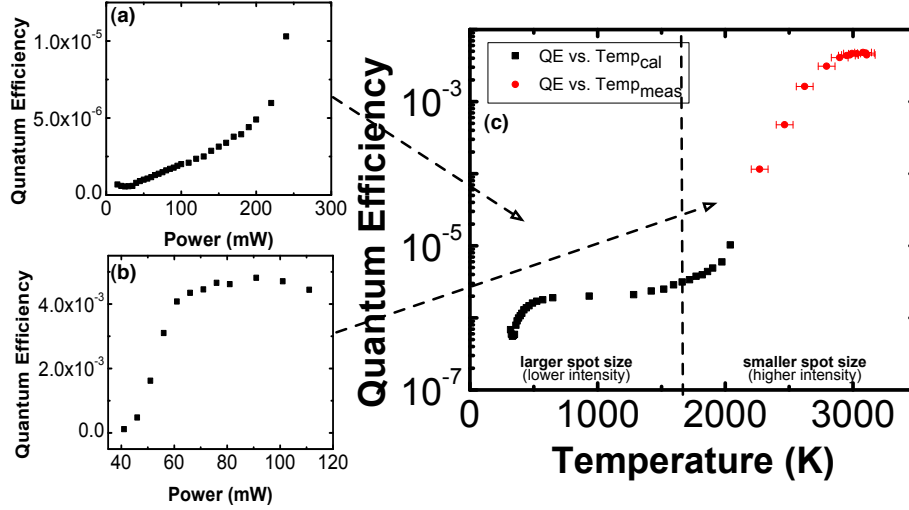 (a)
Qunatum Efficiency
1.0x10⁻⁵
5.0x10⁻⁶
0.0
0 100 200 300
Power (mW)
(b)
Quantum Efficiency
4.0x10⁻³
2.0x10⁻³
0.0
40 60 80 100 120
Power (mW)
QE vs. Temp_cal
QE vs. Temp_meas
(c)
Quantum Efficiency
10⁻³
10⁻⁵
10⁻⁷
larger spot size
(lower intensity)
smaller spot size
(higher intensity)
0 1000 2000 3000
Temperature (K)